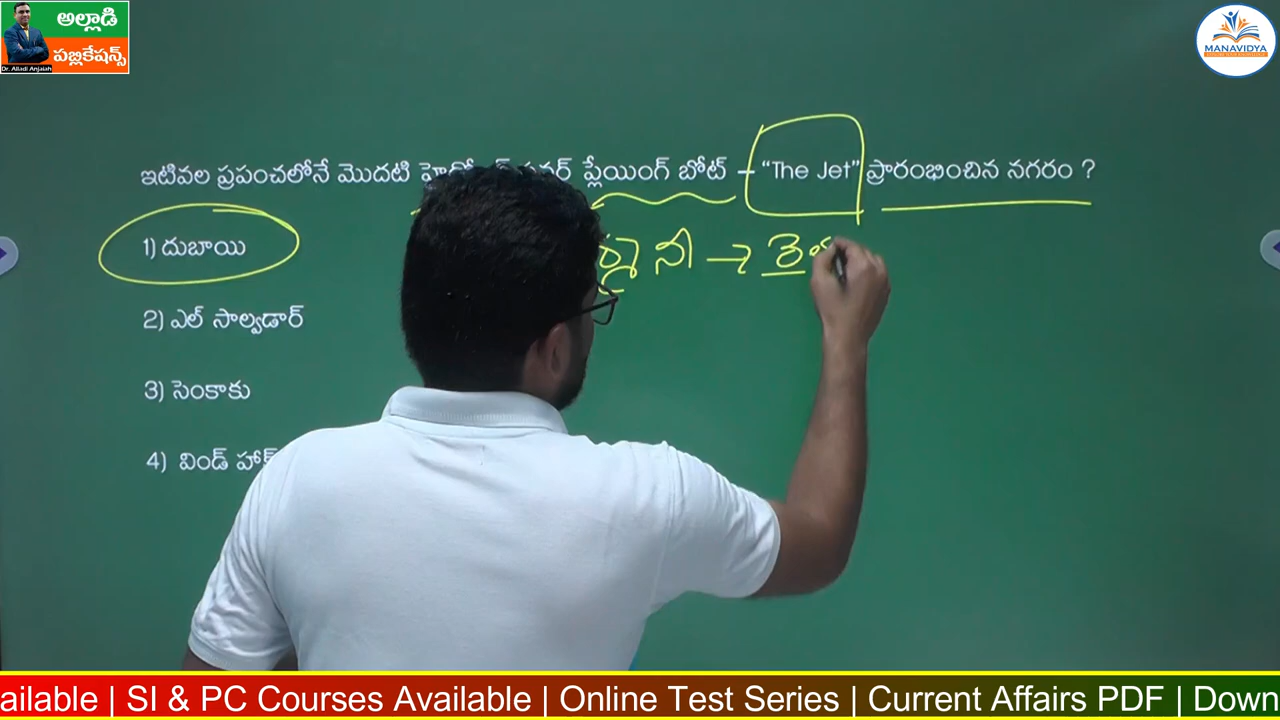 అల్లాడి
పబ్లికేషన్స్
Dr. Alladi Anjaiah
MANAVIDYA
ఇటివల ప్రపంచలోనే మొదటి ప్లేయింగ్ బోట్ – "The Jet" ప్రారంభించిన నగరం ?
1) దుబాయి
2) ఎల్ సాల్వడార్
3) సెంకాకు
4) విండ్
ailable | SI & PC Courses Available | Online Test Series | Current Affairs PDF | Down